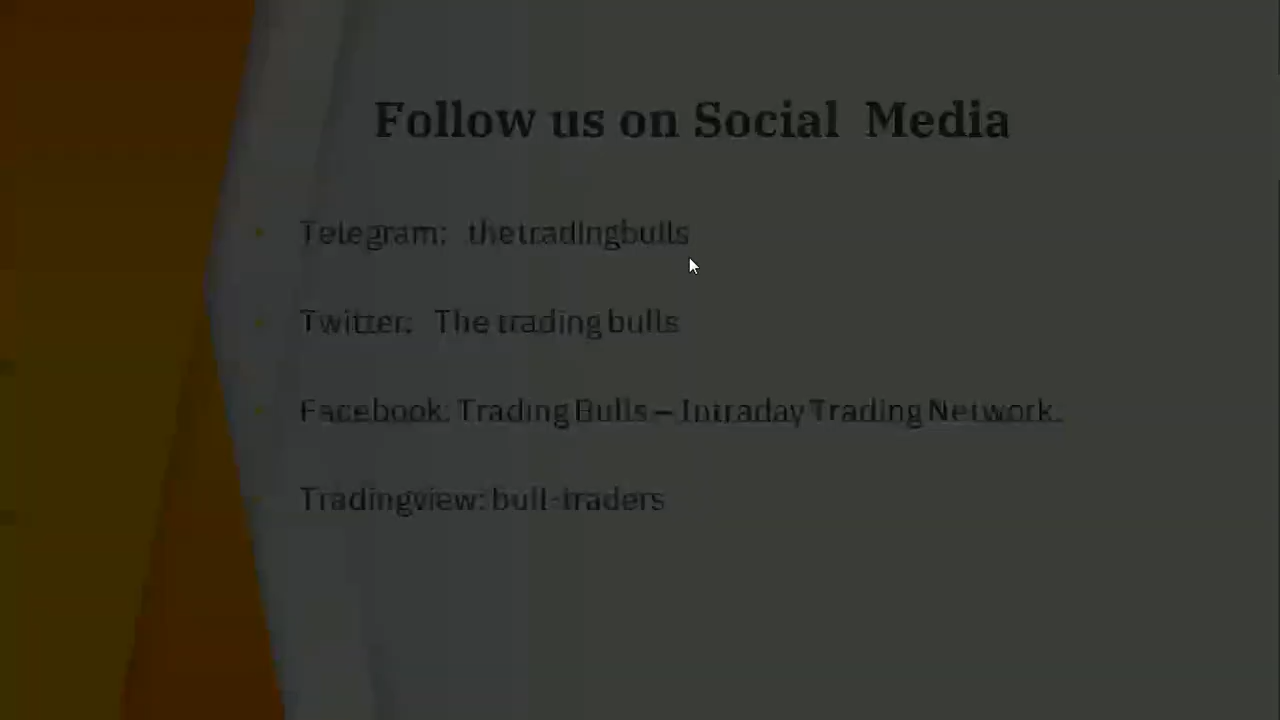 Follow us on Social Media
Telegram: thetradingbulls
Twitter: The trading bulls
Facebook: Trading Bulls – Intraday Trading Network.
Tradingview: bull-traders